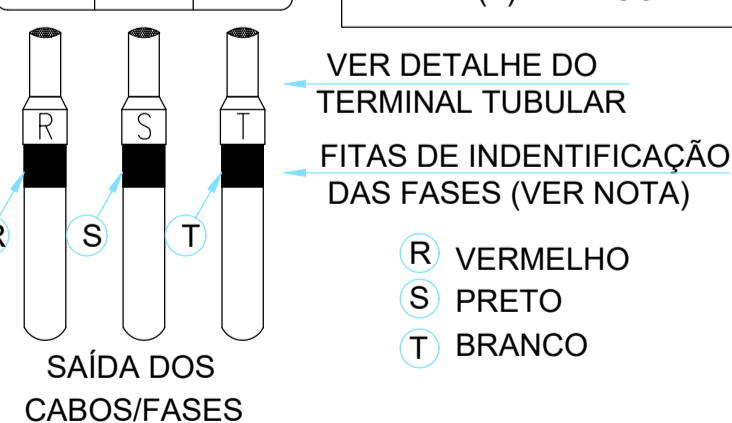 VER DETALHE DO
TERMINAL TUBULAR
R S T
FITAS DE INDENTIFICAÇÃO
DAS FASES (VER NOTA)
R S T
R VERMELHO
S PRETO
T BRANCO
SAÍDA DOS
CABOS/FASES